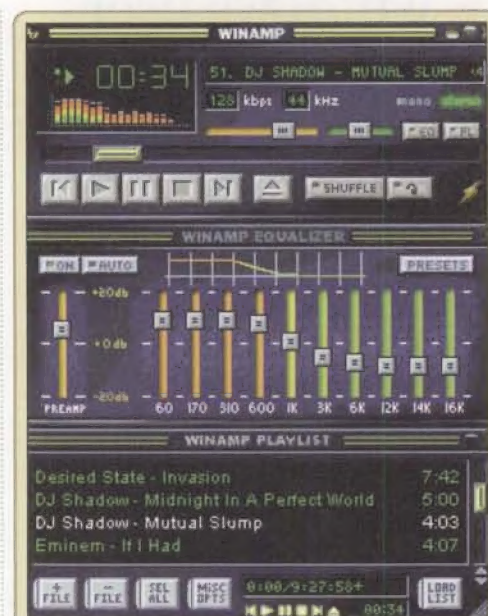 WINAMP
00:34
51. DJ SHADOW - MUTUAL SLUMP
128 kbps 44 kHz mono stereo
EQ PL
SHUFFLE
WINAMP EQUALIZER
ON AUTO PRESETS
+20db
+0db
-20db
PREAMP 60 170 310 600 1K 3K 6K 12K 14K 16K
WINAMP PLAYLIST
Desired State - Invasion 7:42
DJ Shadow - Midnight In A Perfect World 5:00
DJ Shadow - Mutual Slump 4:03
Eminem - If I Had 4:07
+ FILE - FILE SEL ALL MISC OPTS 0:00/9:27:58+ LOAD LIST
00:34